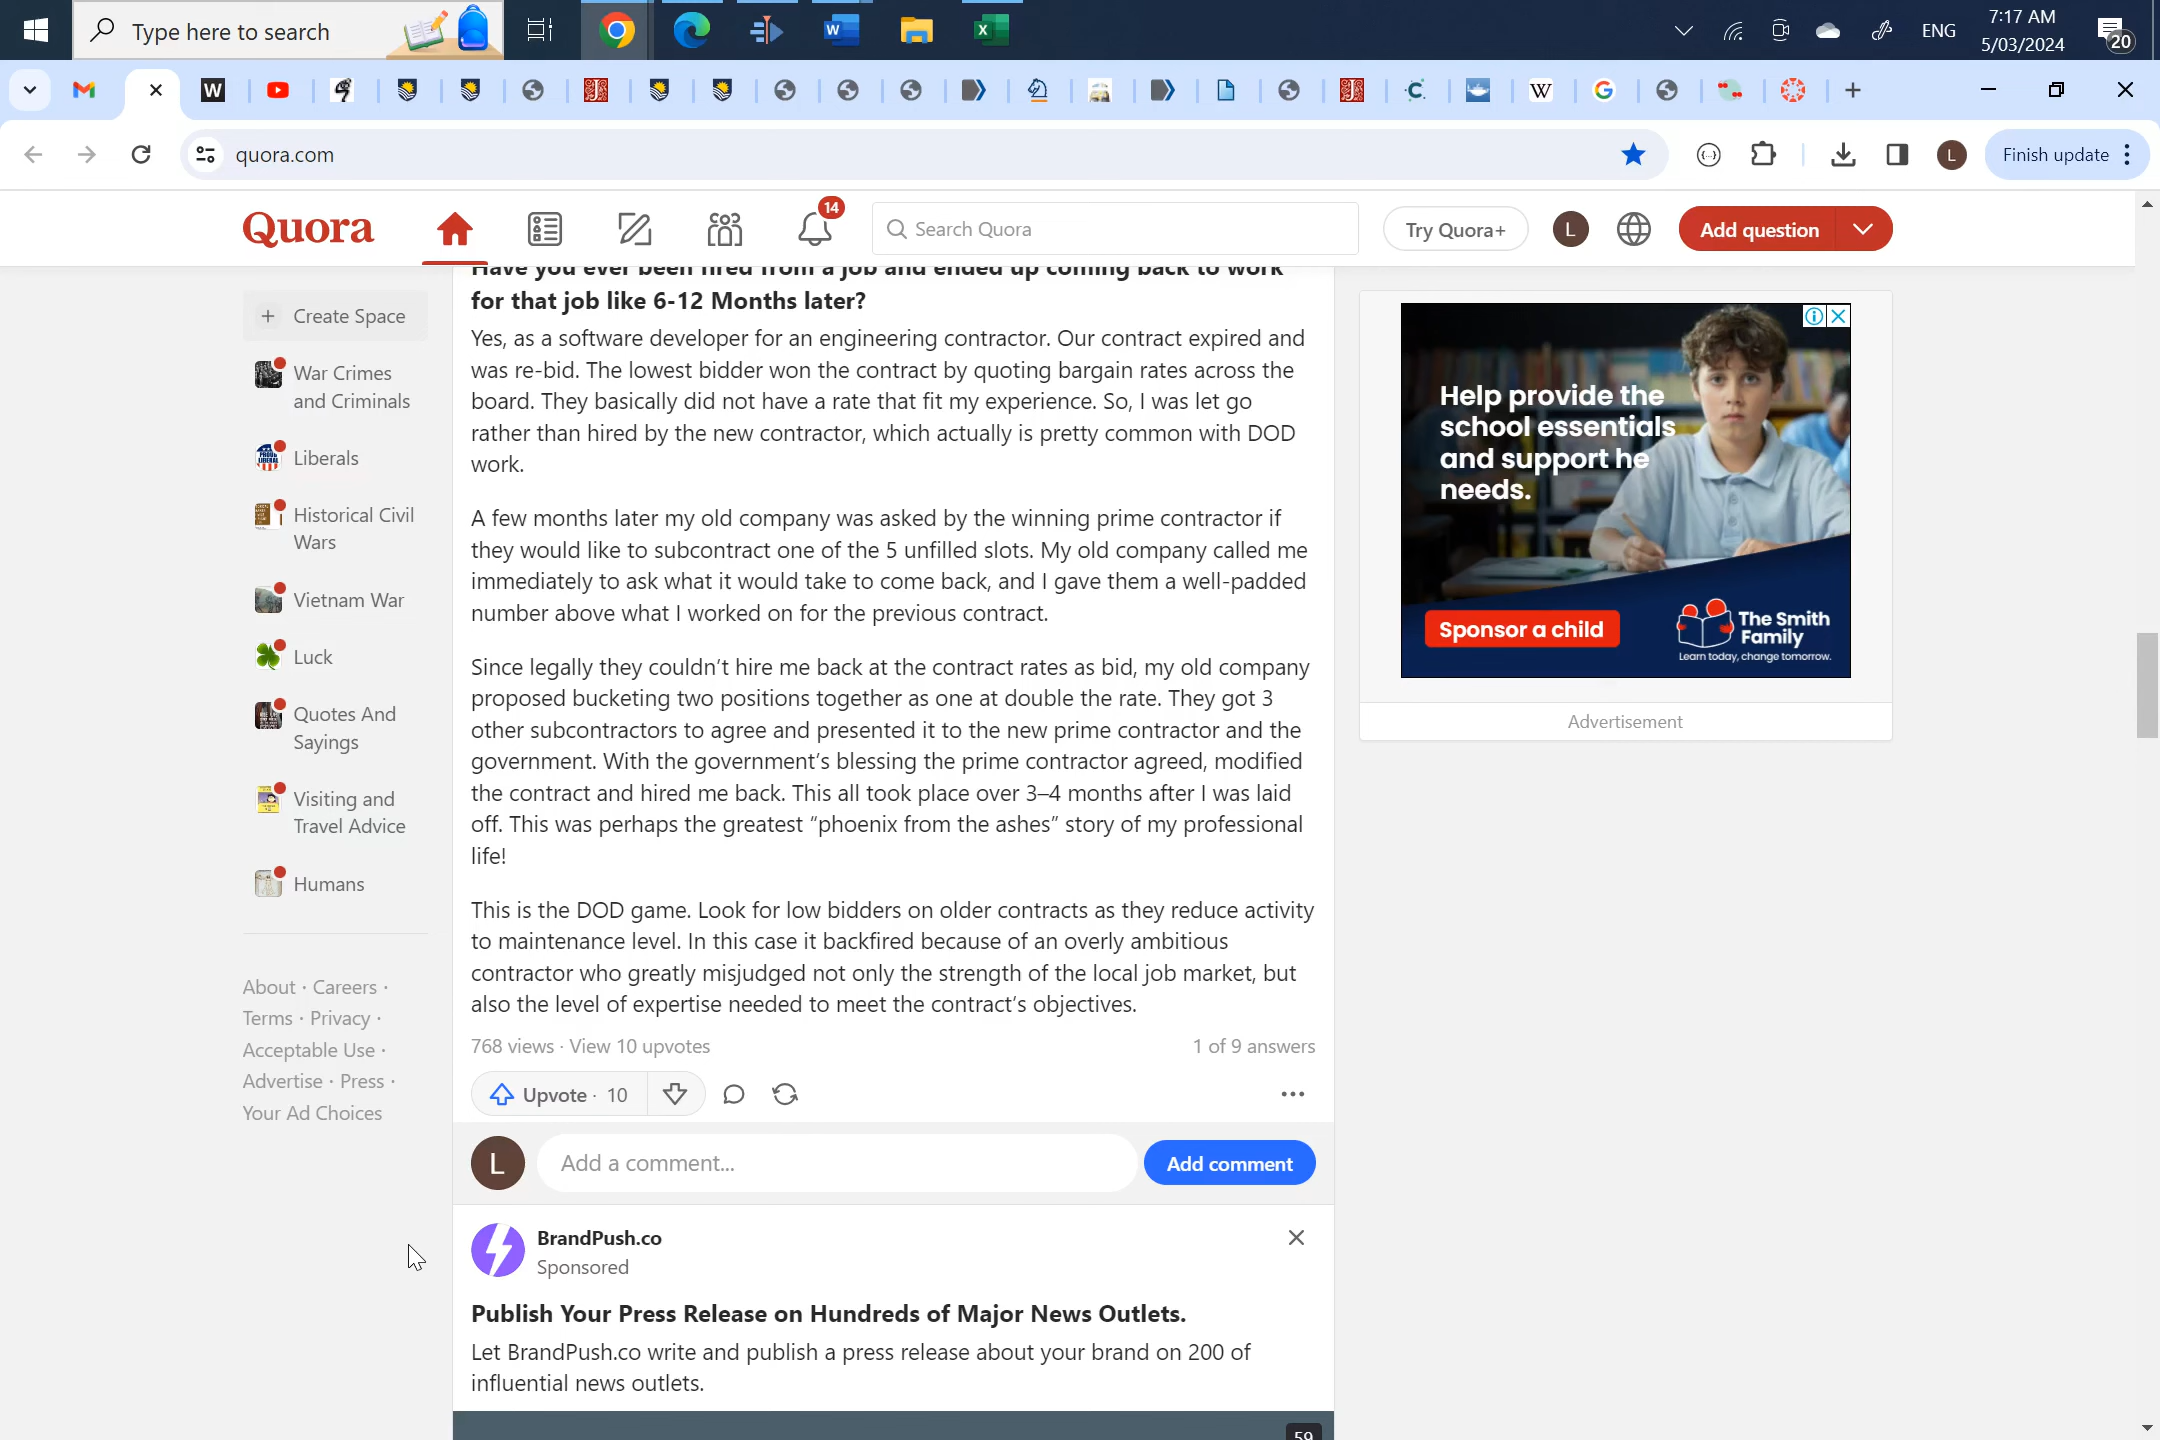 Type here to search
ENG
7:17 AM
5/03/2024
20
quora.com
L
Finish update
Quora
14
Search Quora
Try Quora+
L
Add question
Have you ever been fired from a job and ended up coming back to work
for that job like 6-12 Months later?
Create Space
War Crimes
and Criminals
Liberals
Historical Civil
Wars
Vietnam War
Luck
Quotes And
Sayings
Visiting and
Travel Advice
Humans
About · Careers ·
Terms · Privacy ·
Acceptable Use ·
Advertise · Press ·
Your Ad Choices
Yes, as a software developer for an engineering contractor. Our contract expired and
was re-bid. The lowest bidder won the contract by quoting bargain rates across the
board. They basically did not have a rate that fit my experience. So, I was let go
rather than hired by the new contractor, which actually is pretty common with DOD
work.
A few months later my old company was asked by the winning prime contractor if
they would like to subcontract one of the 5 unfilled slots. My old company called me
immediately to ask what it would take to come back, and I gave them a well-padded
number above what I worked on for the previous contract.
Since legally they couldn’t hire me back at the contract rates as bid, my old company
proposed bucketing two positions together as one at double the rate. They got 3
other subcontractors to agree and presented it to the new prime contractor and the
government. With the government’s blessing the prime contractor agreed, modified
the contract and hired me back. This all took place over 3–4 months after I was laid
off. This was perhaps the greatest “phoenix from the ashes” story of my professional
life!
This is the DOD game. Look for low bidders on older contracts as they reduce activity
to maintenance level. In this case it backfired because of an overly ambitious
contractor who greatly misjudged not only the strength of the local job market, but
also the level of expertise needed to meet the contract‘s objectives.
768 views · View 10 upvotes
1 of 9 answers
Upvote · 10
L
Add a comment...
Add comment
BrandPush.co
Sponsored
Publish Your Press Release on Hundreds of Major News Outlets.
Let BrandPush.co write and publish a press release about your brand on 200 of
influential news outlets.
59
Help provide the
school essentials
and support he
needs.
Sponsor a child
The Smith
Family
Learn today, change tomorrow.
Advertisement